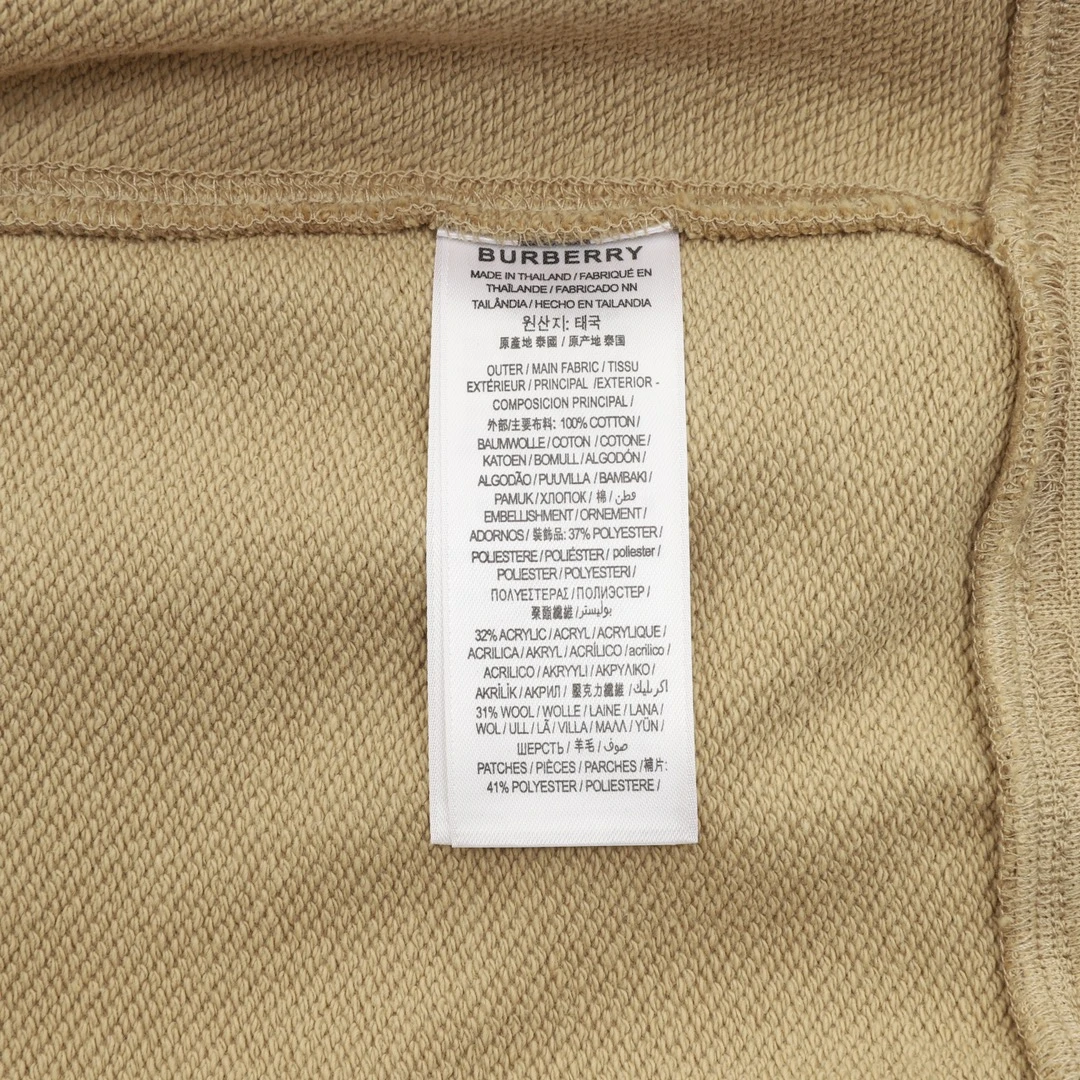 BURBERRY
MADE IN THAILAND / FABRIQUÉ EN
THAÏLANDE / FABRICADO NN
TAILÂNDIA / HECHO EN TAILANDIA
원산지: 태국
原產地 泰國 / 原产地 泰国
OUTER / MAIN FABRIC / TISSU
EXTÉRIEUR / PRINCIPAL /EXTERIOR -
COMPOSICION PRINCIPAL /
外部/主要布料: 100% COTTON /
BAUMWOLLE / COTON / COTONE /
KATOEN / BOMULL / ALGODÓN /
ALGODÃO / PUUVILLA / BAMBAKI /
PAMUK / ХЛОПОК / 棉 / قطن
EMBELLISHMENT / ORNEMENT /
ADORNOS / 裝飾品: 37% POLYESTER /
POLIESTERE / POLIÉSTER / poliester /
POLIESTER / POLYESTERI /
ΠΟΛΥΕΣΤΕΡΑΣ / ПОЛИЭСТЕР /
聚酯纖維 / بوليستر
32% ACRYLIC / ACRYL / ACRYLIQUE /
ACRILICA / AKRYL / ACRÍLICO / acrilico /
ACRILICO / AKRYYLI / ΑΚΡΥΛΙΚΟ /
AKRİLİK / АКРИЛ / 壓克力纖維 / اكريليك
31% WOOL / WOLLE / LAINE / LANA /
WOL / ULL / LÃ / VILLA / ΜΑΛΛ / YÜN /
ШЕРСТЬ / 羊毛 / صوف
PATCHES / PIÈCES / PARCHES / 補片:
41% POLYESTER / POLIESTERE /